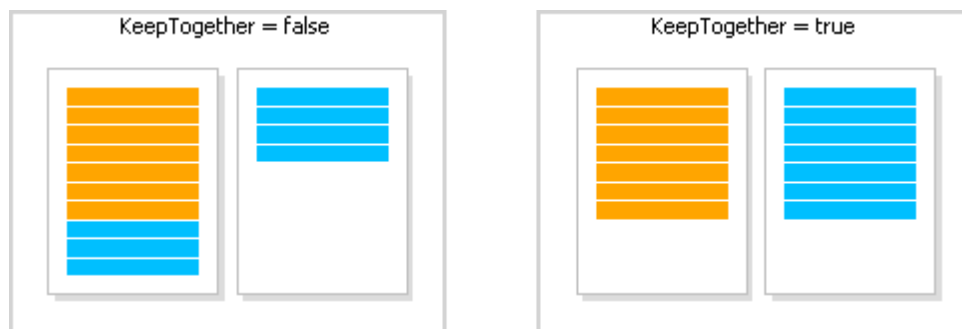 KeepTogether = false
KeepTogether = true